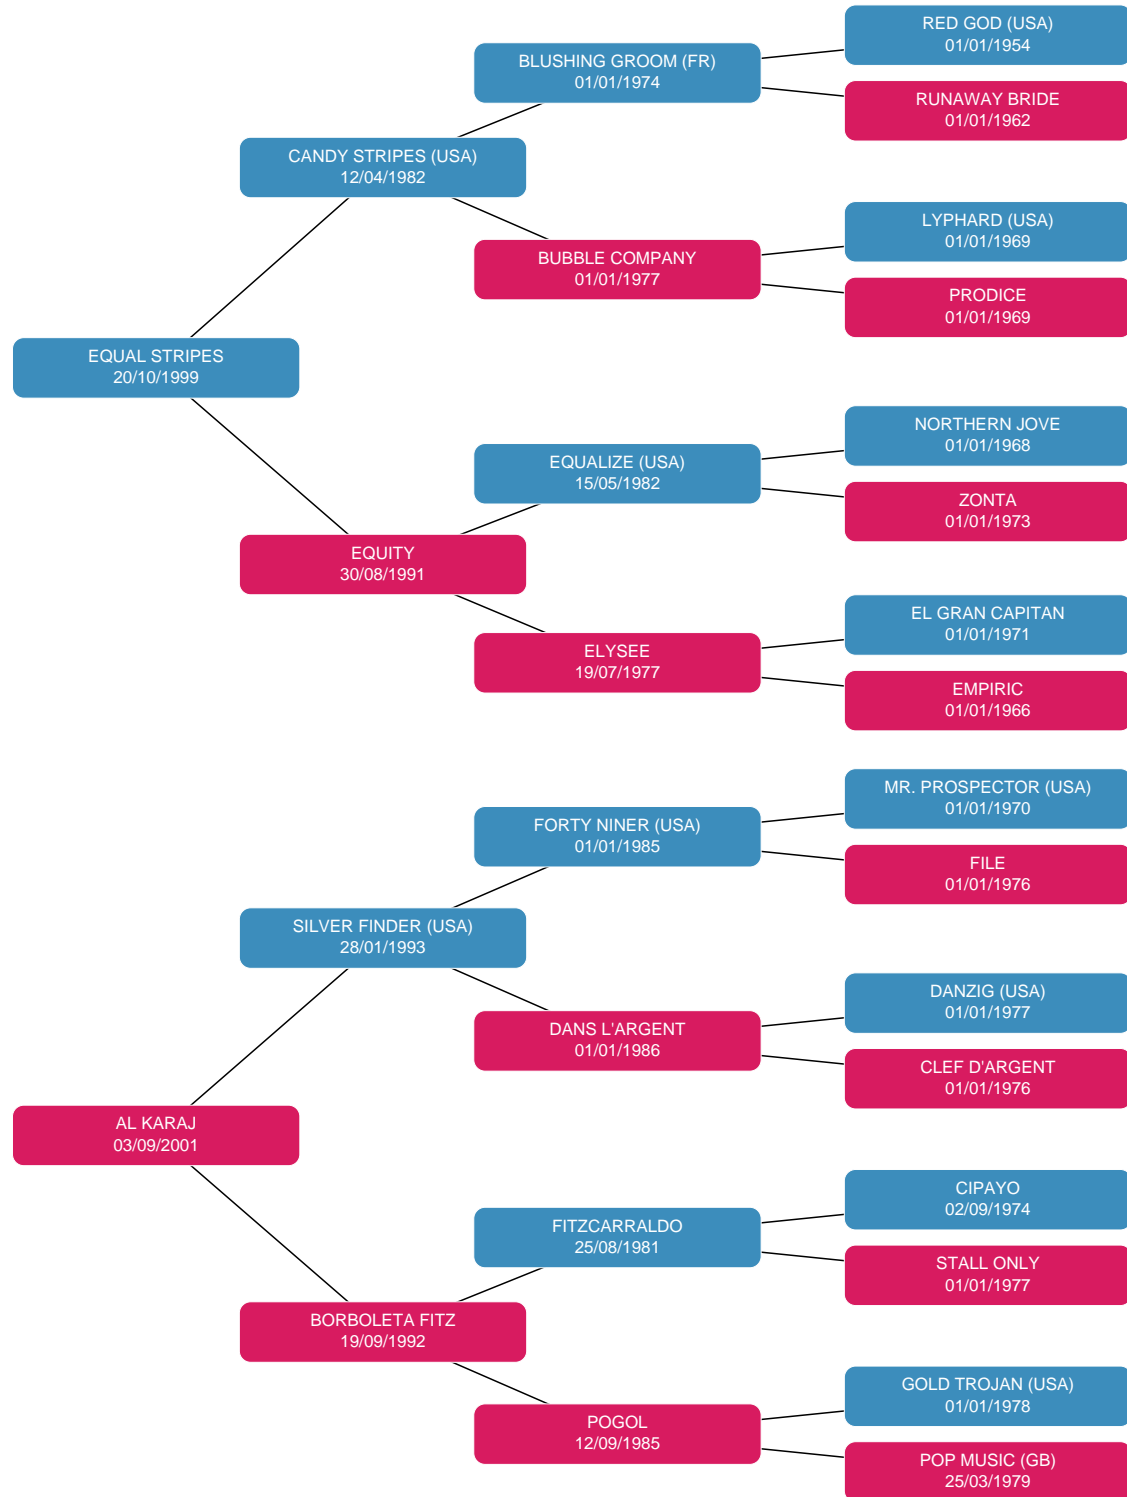 RED GOD (USA)
01/01/1954
BLUSHING GROOM (FR)
01/01/1974
RUNAWAY BRIDE
01/01/1962
CANDY STRIPES (USA)
12/04/1982
LYPHARD (USA)
01/01/1969
BUBBLE COMPANY
01/01/1977
PRODICE
01/01/1969
EQUAL STRIPES
20/10/1999
NORTHERN JOVE
01/01/1968
EQUALIZE (USA)
15/05/1982
ZONTA
01/01/1973
EQUITY
30/08/1991
EL GRAN CAPITAN
01/01/1971
ELYSEE
19/07/1977
EMPIRIC
01/01/1966
MR. PROSPECTOR (USA)
01/01/1970
FORTY NINER (USA)
01/01/1985
FILE
01/01/1976
SILVER FINDER (USA)
28/01/1993
DANZIG (USA)
01/01/1977
DANS L'ARGENT
01/01/1986
CLEF D'ARGENT
01/01/1976
AL KARAJ
03/09/2001
CIPAYO
02/09/1974
FITZCARRALDO
25/08/1981
STALL ONLY
01/01/1977
BORBOLETA FITZ
19/09/1992
GOLD TROJAN (USA)
01/01/1978
POGOL
12/09/1985
POP MUSIC (GB)
25/03/1979